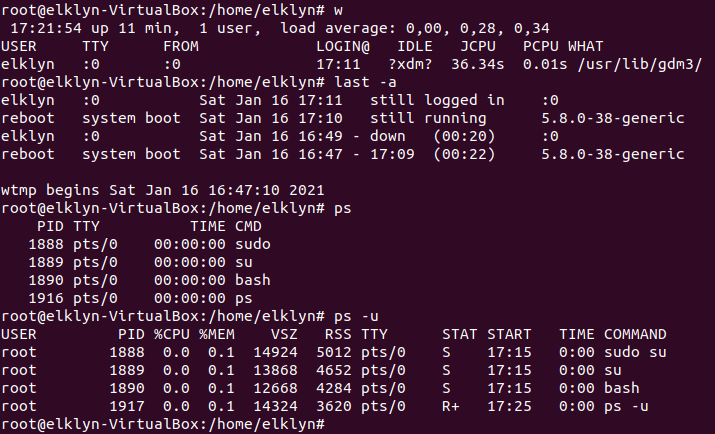 root@elklyn-VirtualBox:/home/elklyn# w
 17:21:54 up 11 min,  1 user,  load average: 0,00, 0,28, 0,34
USER     TTY      FROM             LOGIN@   IDLE   JCPU   PCPU WHAT
elklyn   :0       :0               17:11   ?xdm?  36.34s  0.01s /usr/lib/gdm3/
root@elklyn-VirtualBox:/home/elklyn# last -a
elklyn   :0           Sat Jan 16 17:11   still logged in    :0
reboot   system boot  Sat Jan 16 17:10   still running      5.8.0-38-generic
elklyn   :0           Sat Jan 16 16:49 - down   (00:20)     :0
reboot   system boot  Sat Jan 16 16:47 - 17:09  (00:22)     5.8.0-38-generic

wtmp begins Sat Jan 16 16:47:10 2021
root@elklyn-VirtualBox:/home/elklyn# ps
    PID TTY          TIME CMD
   1888 pts/0    00:00:00 sudo
   1889 pts/0    00:00:00 su
   1890 pts/0    00:00:00 bash
   1916 pts/0    00:00:00 ps
root@elklyn-VirtualBox:/home/elklyn# ps -u
USER         PID %CPU %MEM    VSZ   RSS TTY      STAT START   TIME COMMAND
root        1888  0.0  0.1  14924  5012 pts/0    S    17:15   0:00 sudo su
root        1889  0.0  0.1  13868  4652 pts/0    S    17:15   0:00 su
root        1890  0.0  0.1  12668  4284 pts/0    S    17:15   0:00 bash
root        1917  0.0  0.1  14324  3620 pts/0    R+   17:25   0:00 ps -u
root@elklyn-VirtualBox:/home/elklyn#